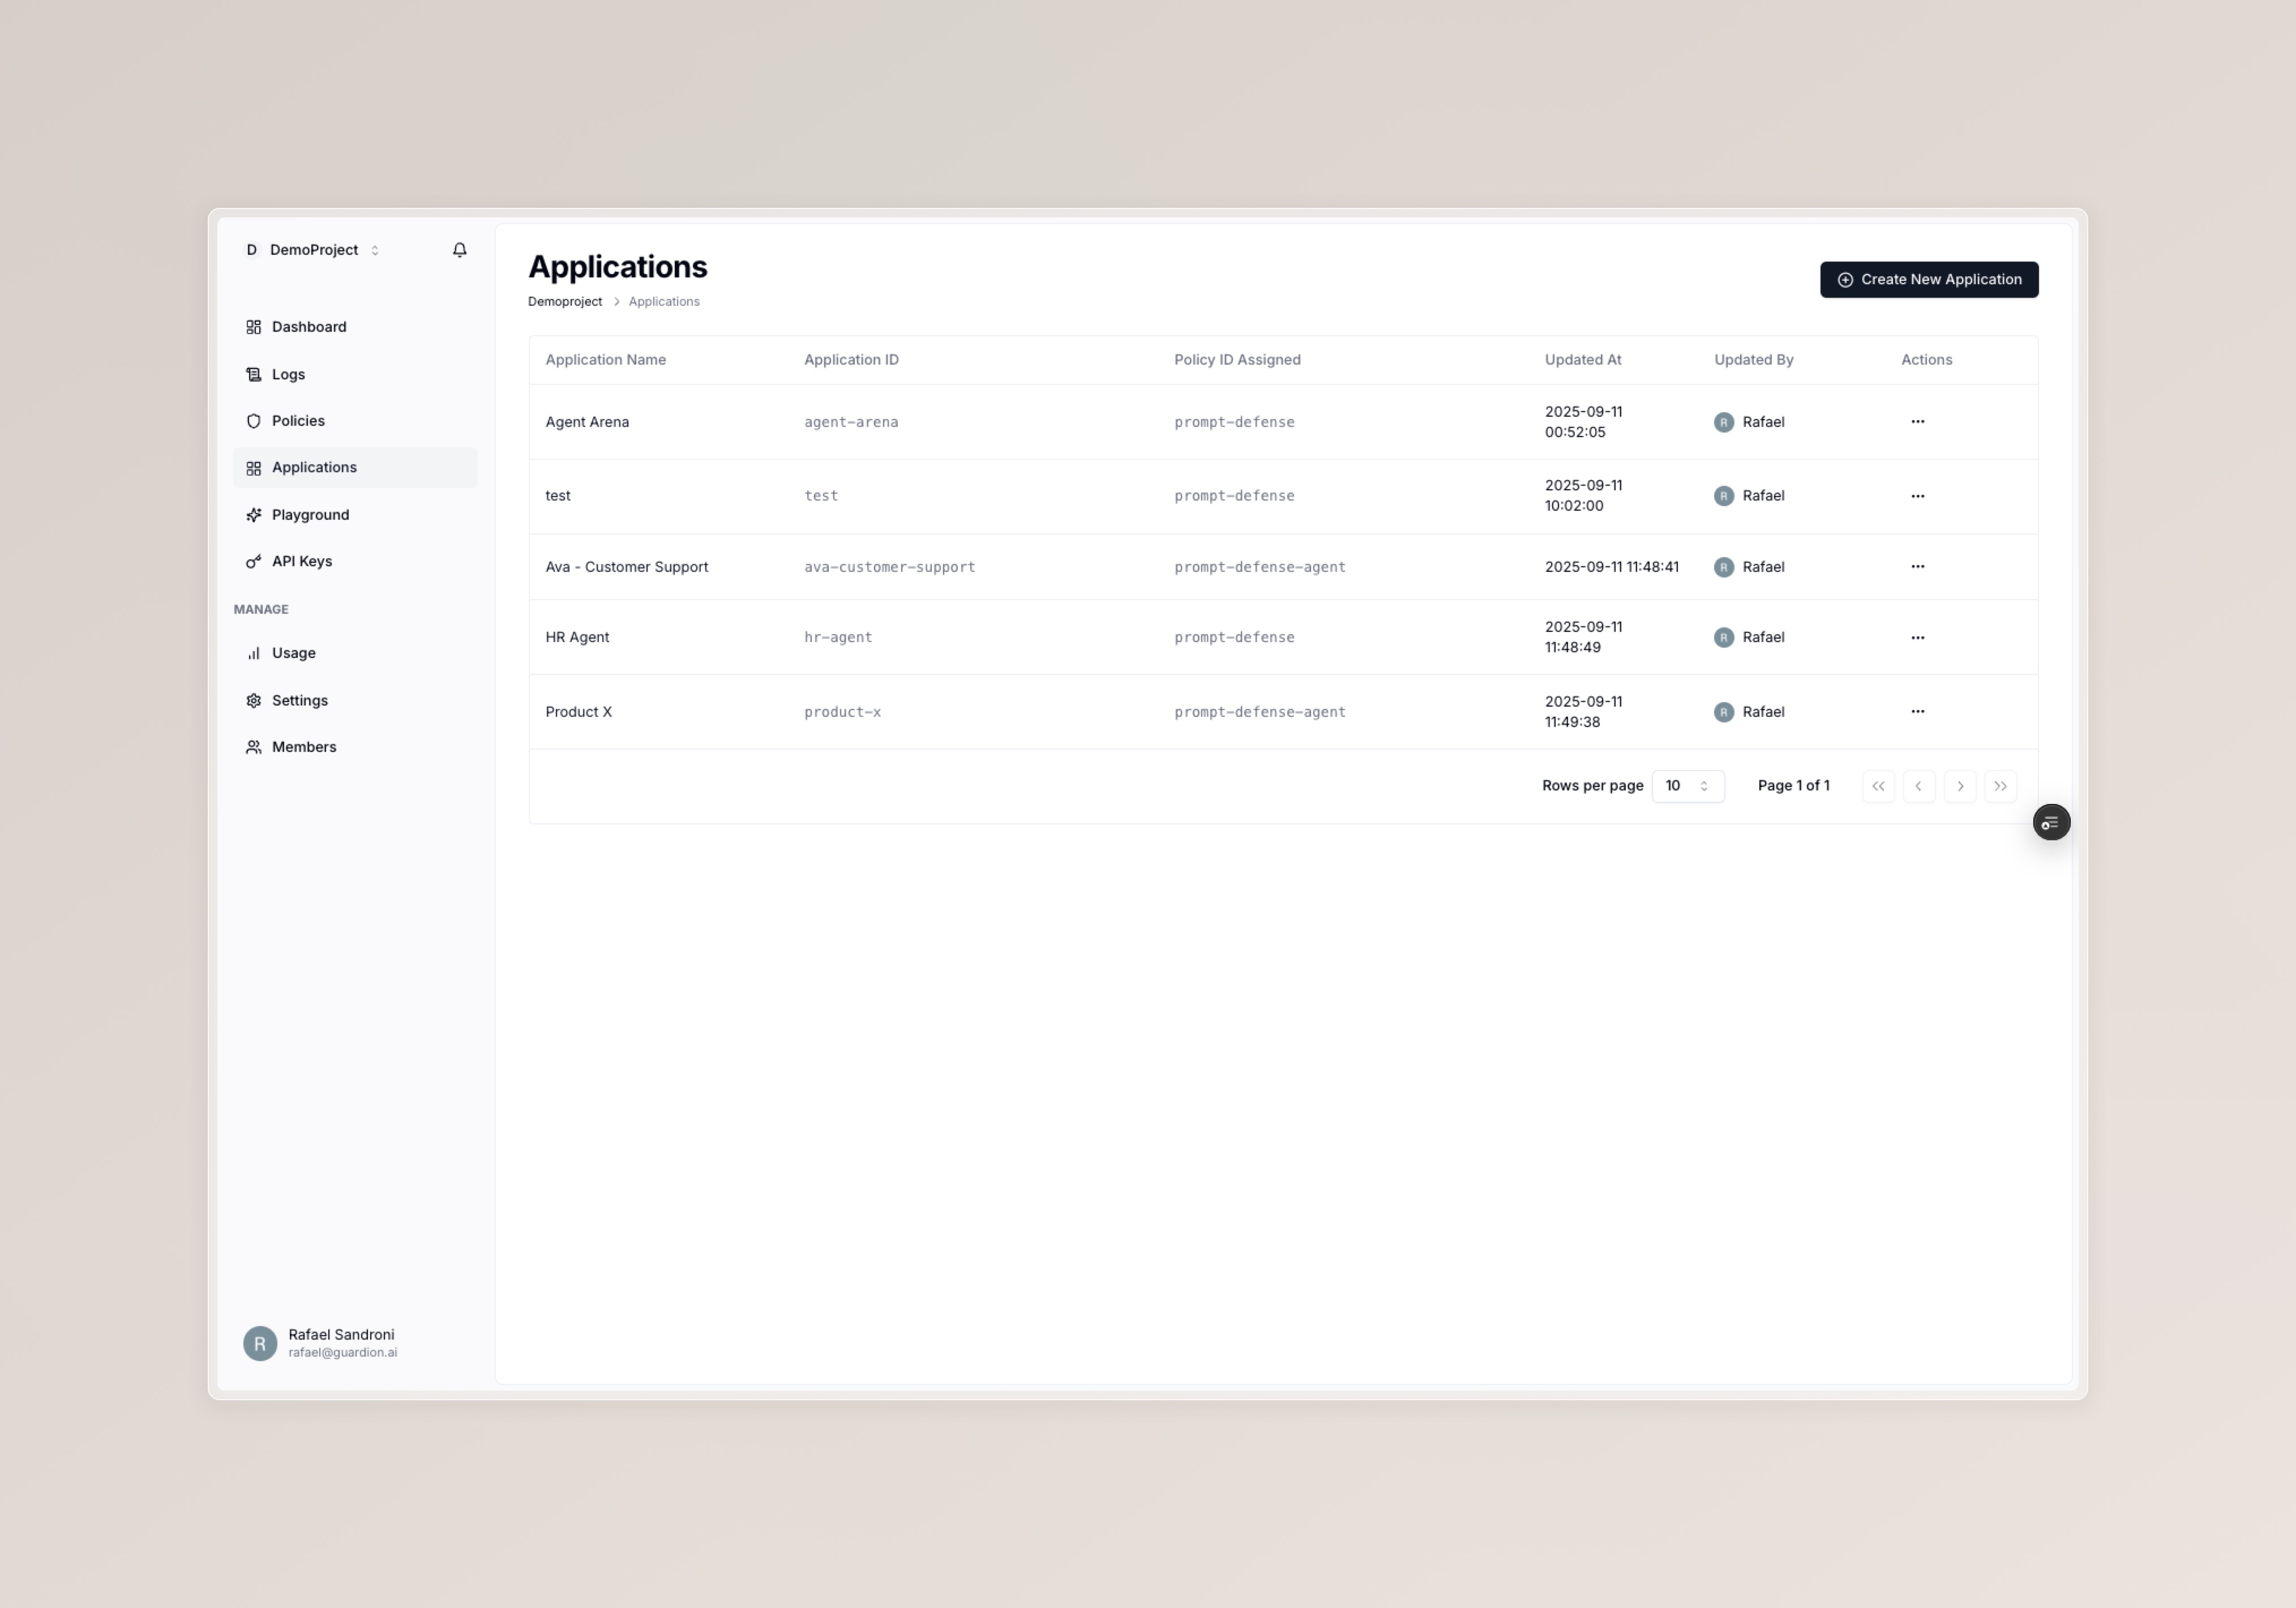 D DemoProject
Dashboard
Logs
Policies
Applications
Playground
API Keys
MANAGE
Usage
Settings
Members
R Rafael Sandroni
rafael@guardion.ai
Applications
Demoproject > Applications
Create New Application
Application Name Application ID Policy ID Assigned Updated At Updated By Actions
Agent Arena agent-arena prompt-defense 2025-09-11 00:52:05 R Rafael ...
test test prompt-defense 2025-09-11 10:02:00 R Rafael ...
Ava - Customer Support ava-customer-support prompt-defense-agent 2025-09-11 11:48:41 R Rafael ...
HR Agent hr-agent prompt-defense 2025-09-11 11:48:49 R Rafael ...
Product X product-x prompt-defense-agent 2025-09-11 11:49:38 R Rafael ...
Rows per page 10 Page 1 of 1